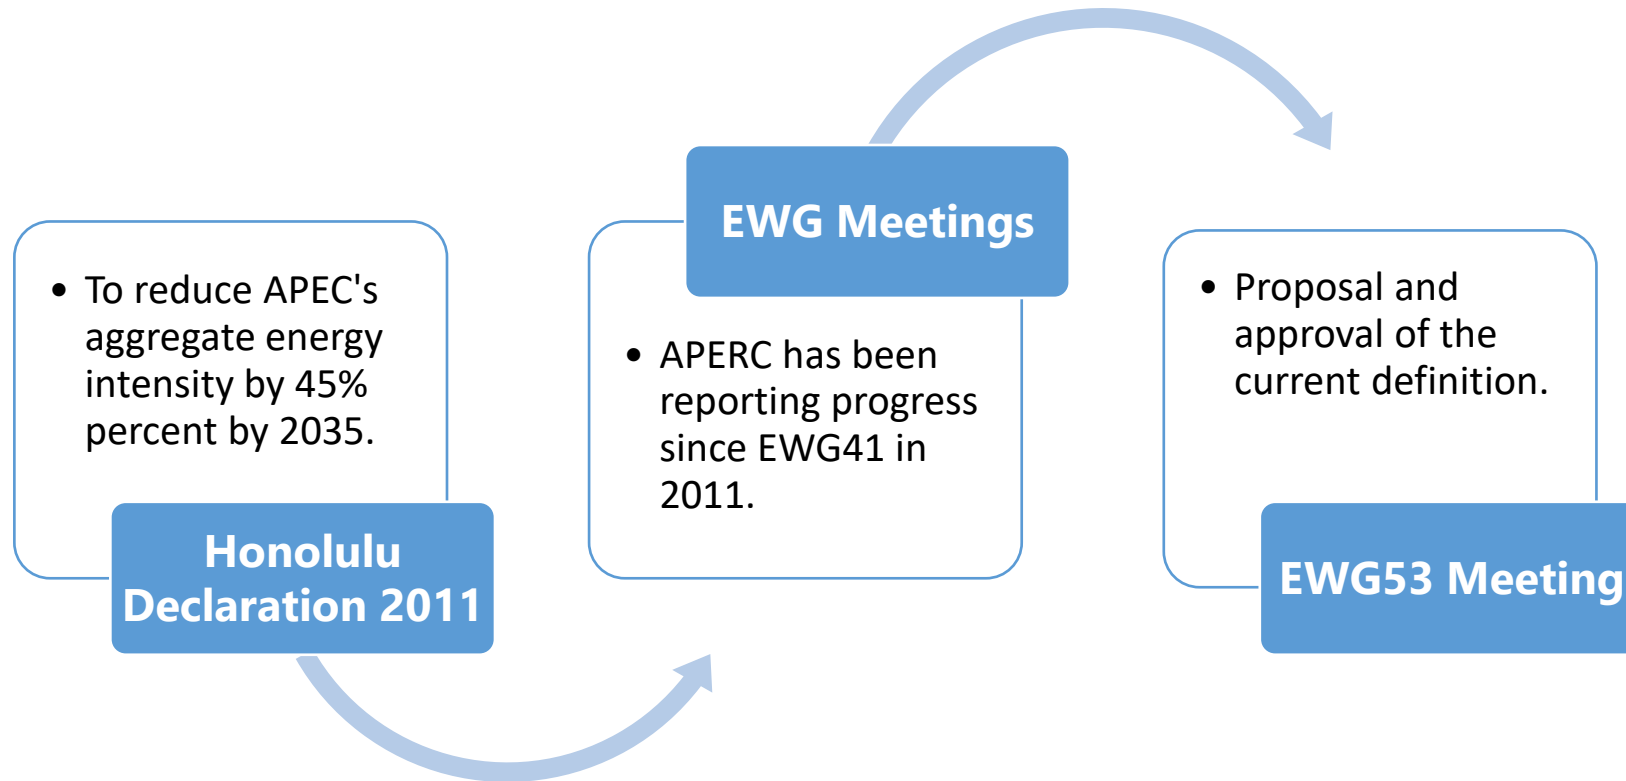 • To reduce APEC's
aggregate energy
intensity by 45%
percent by 2035.
Honolulu
Declaration 2011
EWG Meetings
• APERC has been
reporting progress
since EWG41 in
2011.
• Proposal and
approval of the
current definition.
EWG53 Meeting